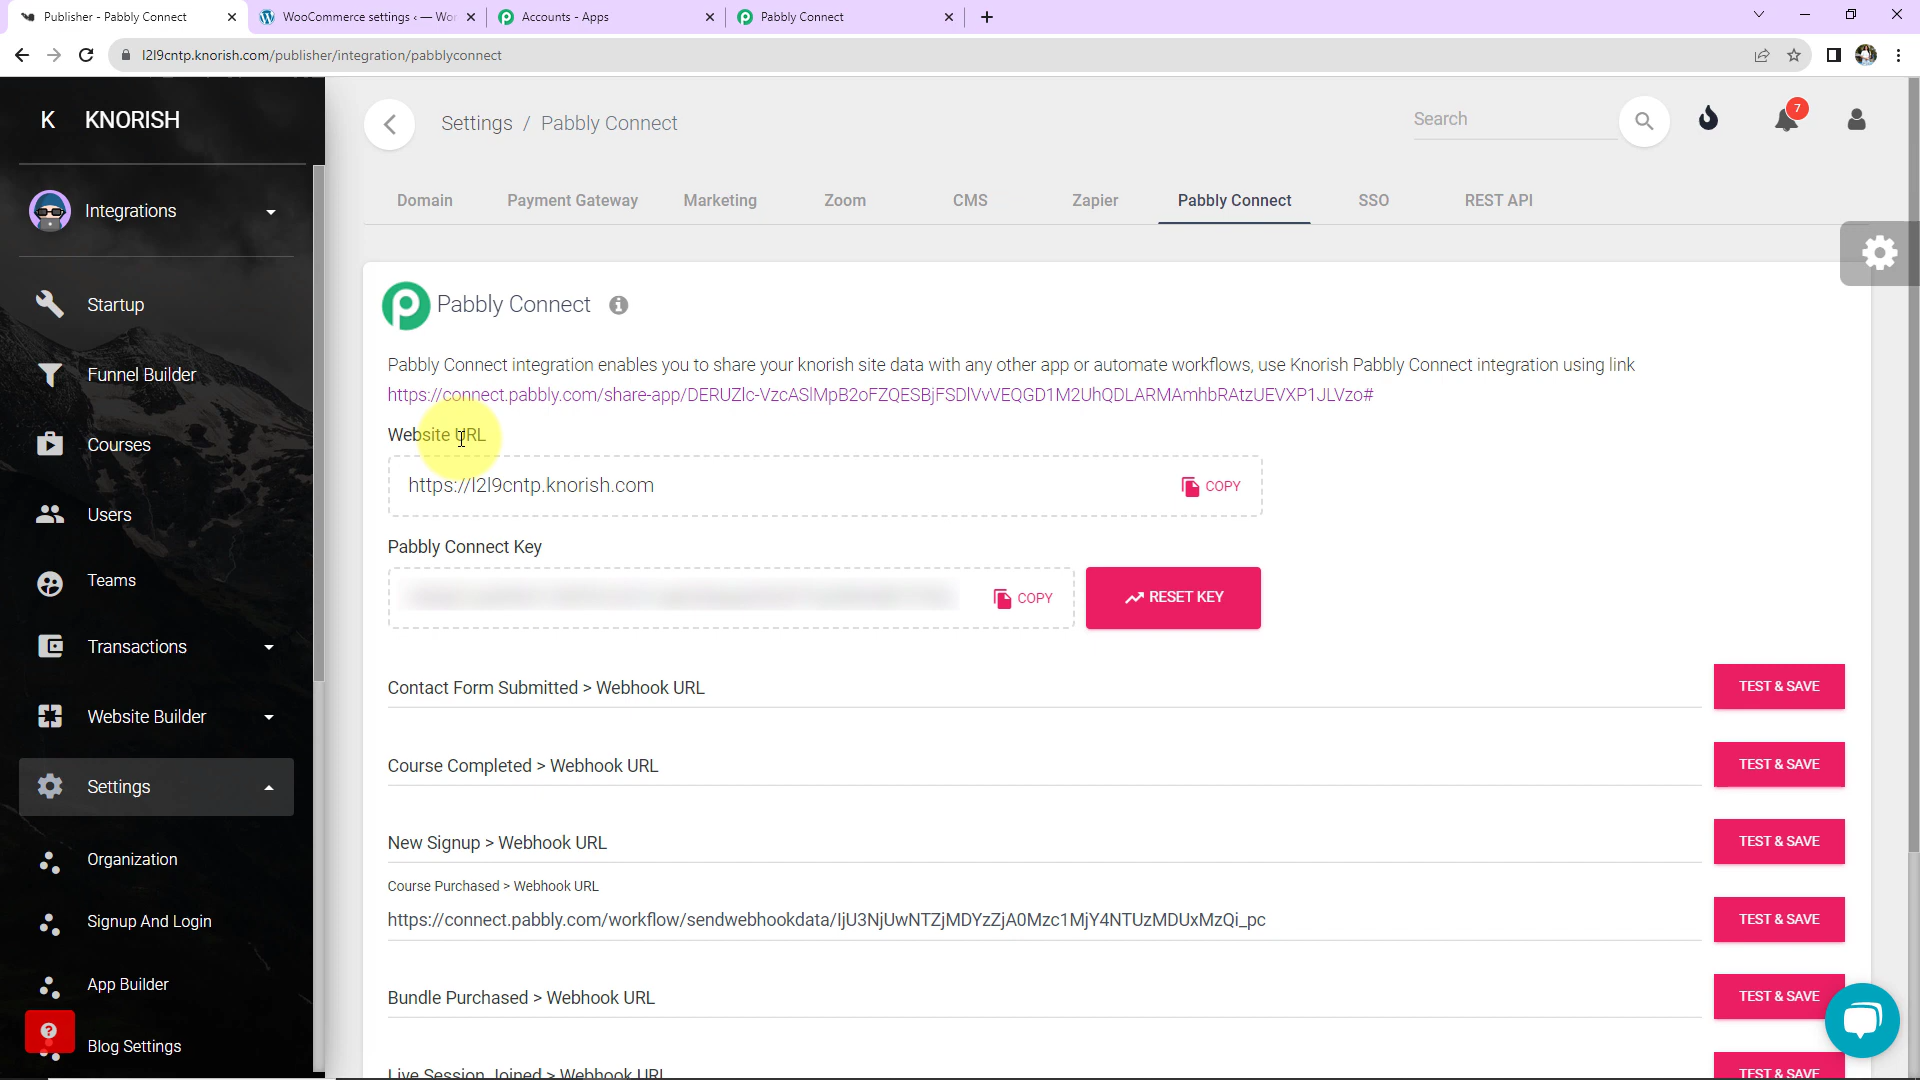 Publisher - Pabbly Connect
WooCommerce settings ‹ — Wor
Accounts - Apps
Pabbly Connect
l2l9cntp.knorish.com/publisher/integration/pabblyconnect
K KNORISH
Integrations
Startup
Funnel Builder
Courses
Users
Teams
Transactions
Website Builder
Settings
Organization
Signup And Login
App Builder
Blog Settings
Settings / Pabbly Connect
Search
7
Domain
Payment Gateway
Marketing
Zoom
CMS
Zapier
Pabbly Connect
SSO
REST API
Pabbly Connect
Pabbly Connect integration enables you to share your knorish site data with any other app or automate workflows, use Knorish Pabbly Connect integration using link
https://connect.pabbly.com/share-app/DERUZlc-VzcASlMpB2oFZQESBjFSDlVvVEQGD1M2UhQDLARMAmhbRAtzUEVXP1JLVzo#
Website URL
https://l2l9cntp.knorish.com
COPY
Pabbly Connect Key
COPY
RESET KEY
Contact Form Submitted > Webhook URL
TEST & SAVE
Course Completed > Webhook URL
TEST & SAVE
New Signup > Webhook URL
TEST & SAVE
Course Purchased > Webhook URL
https://connect.pabbly.com/workflow/sendwebhookdata/IjU3NjUwNTZjMDYzZjA0Mzc1MjY4NTUzMDUxMzQi_pc
TEST & SAVE
Bundle Purchased > Webhook URL
TEST & SAVE
Live Session Joined > Webhook URL
TEST & SAVE